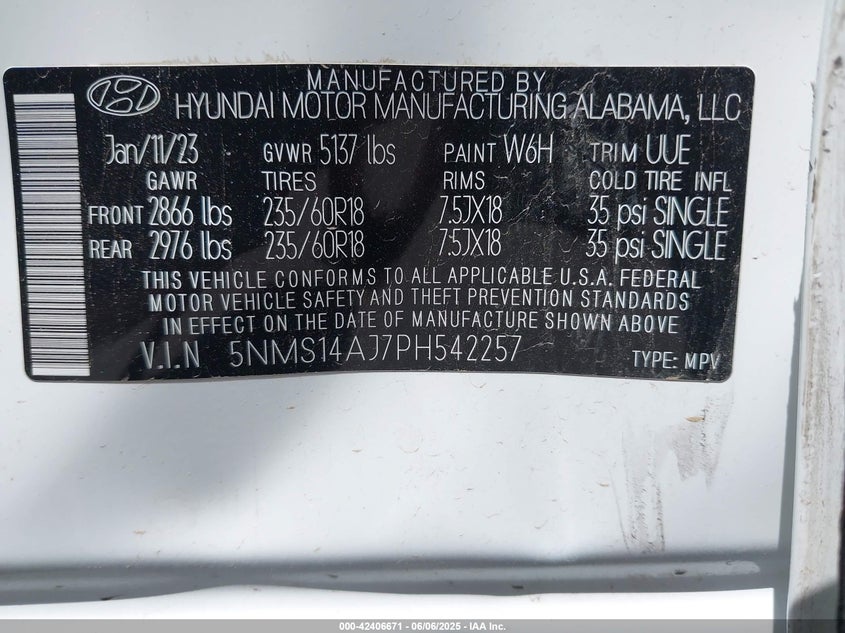 MANUFACTURED BY
HYUNDAI MOTOR MANUFACTURING ALABAMA, LLC
Jan/11/23 GVWR 5137 lbs PAINT W6H TRIM UUE
GAWR TIRES RIMS COLD TIRE INFL
FRONT 2866 lbs 235/60R18 7.5JX18 35 psi SINGLE
REAR 2976 lbs 235/60R18 7.5JX18 35 psi SINGLE
THIS VEHICLE CONFORMS TO ALL APPLICABLE U.S.A. FEDERAL
MOTOR VEHICLE SAFETY AND THEFT PREVENTION STANDARDS
IN EFFECT ON THE DATE OF MANUFACTURE SHOWN ABOVE
V.I.N 5NMS14AJ7PH542257 TYPE: MPV
000-42406671 | 06/06/2025 - IAA Inc.